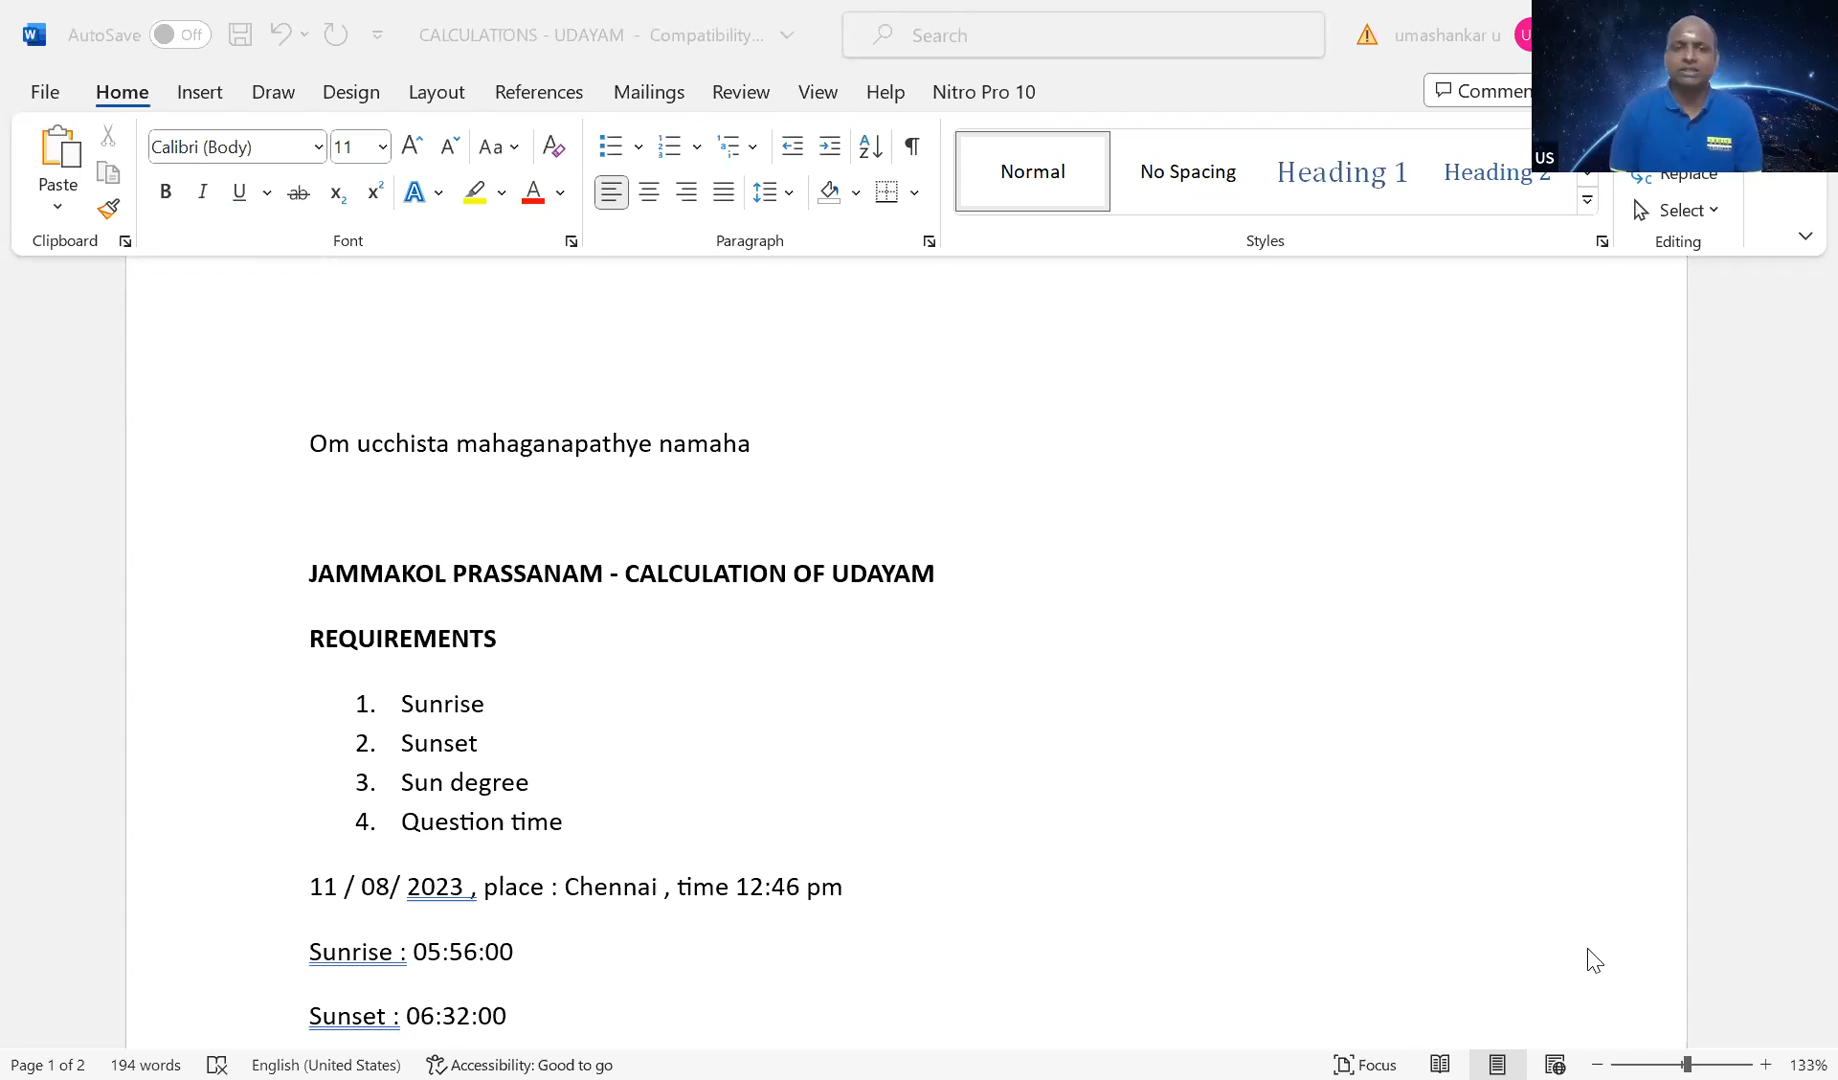 AutoSave Off CALCULATIONS - UDAYAM - Compatibility... Search umashankar u U
File Home Insert Draw Design Layout References Mailings Review View Help Nitro Pro 10 Commen
US
Paste
Calibri (Body) 11 Aa
Normal No Spacing Heading 1 Heading 2
Replace
Select
Clipboard Font Paragraph Styles Editing
Om ucchista mahaganapathye namaha
JAMMAKOL PRASSANAM - CALCULATION OF UDAYAM
REQUIREMENTS
1. Sunrise
2. Sunset
3. Sun degree
4. Question time
11 / 08/ 2023 , place : Chennai , time 12:46 pm
Sunrise : 05:56:00
Sunset : 06:32:00
Page 1 of 2 194 words English (United States) Accessibility: Good to go Focus 133%